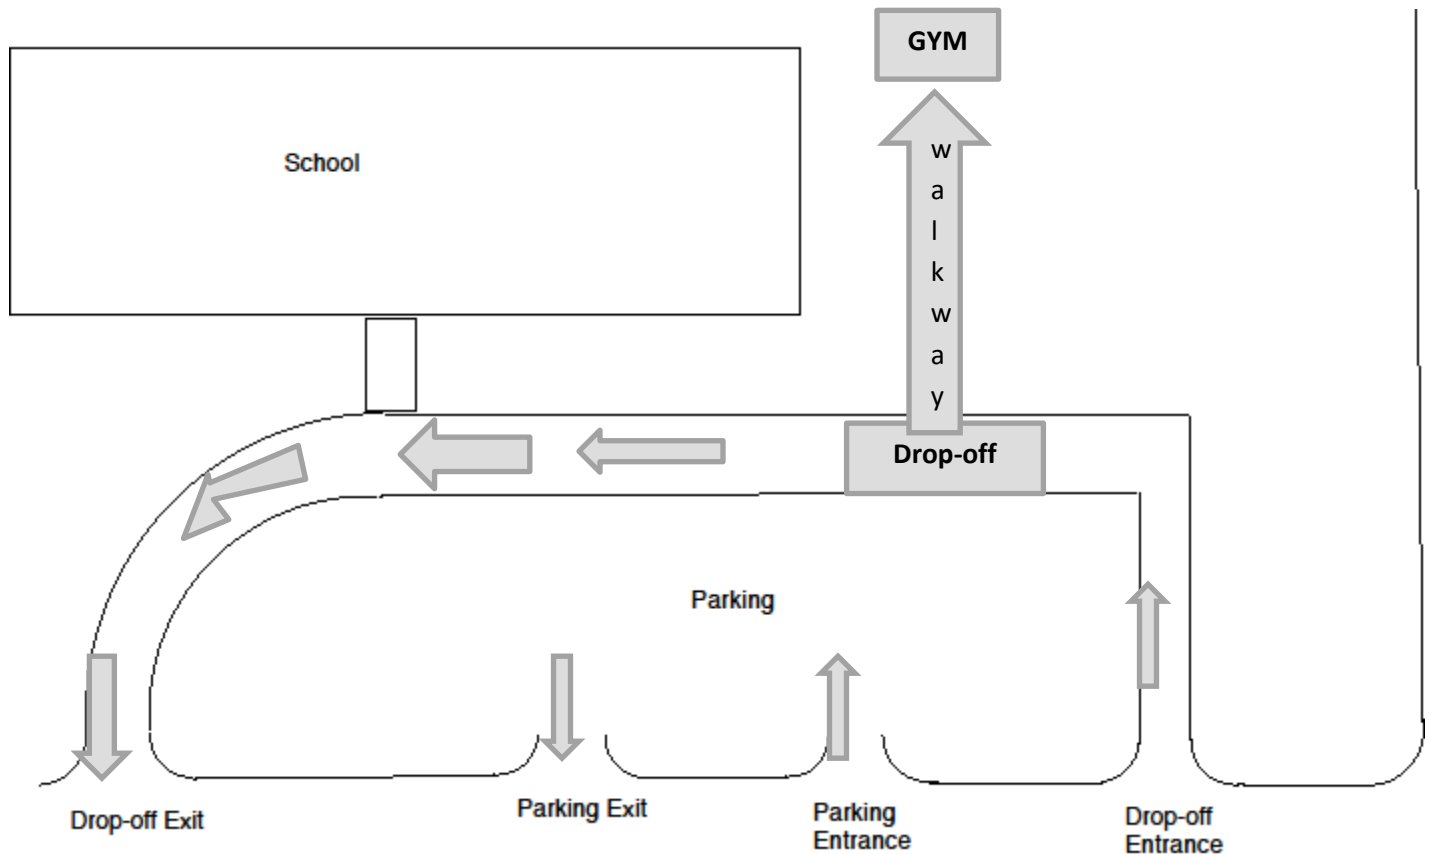 GYM
School
w
a
l
k
w
a
y
Drop-off
Parking
Drop-off Exit
Parking Exit
Parking
Entrance
Drop-off
Entrance